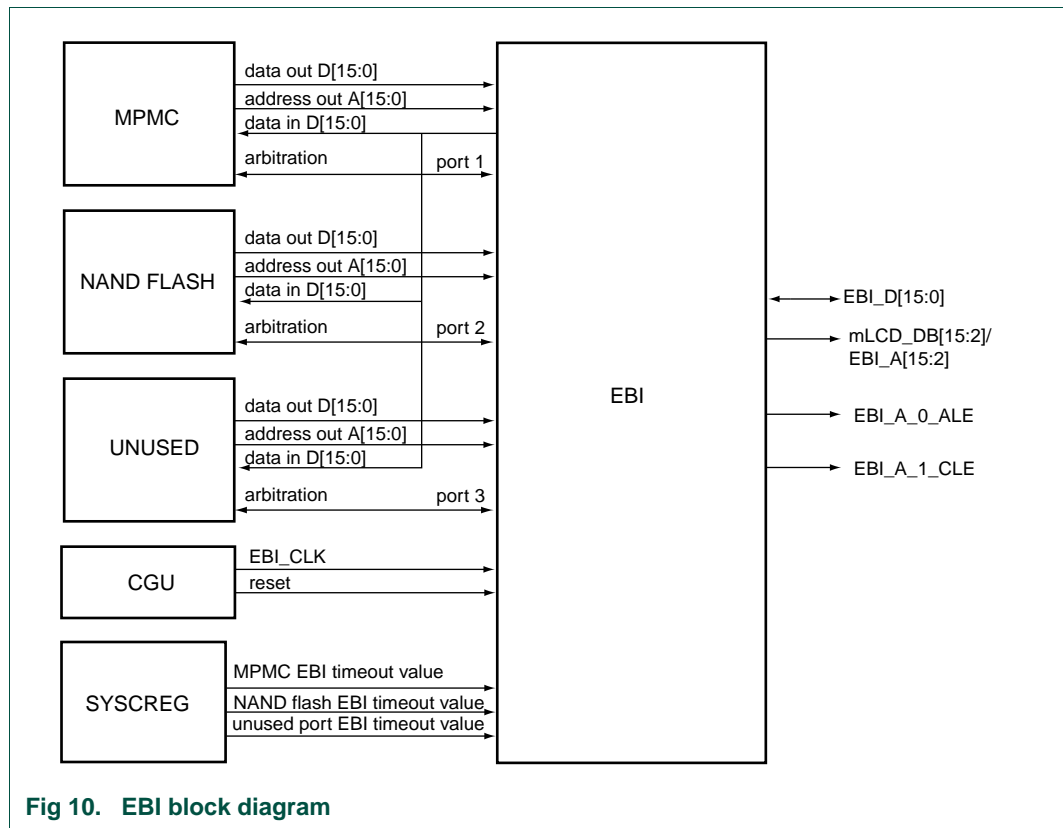 MPMC
data out D[15:0]
address out A[15:0]
data in D[15:0]
arbitration
port 1
NAND FLASH
data out D[15:0]
address out A[15:0]
data in D[15:0]
arbitration
port 2
UNUSED
data out D[15:0]
address out A[15:0]
data in D[15:0]
arbitration
port 3
CGU
EBI_CLK
reset
SYSCREG
MPMC EBI timeout value
NAND flash EBI timeout value
unused port EBI timeout value
EBI
EBI_D[15:0]
mLCD_DB[15:2]/
EBI_A[15:2]
EBI_A_0_ALE
EBI_A_1_CLE
Fig 10. EBI block diagram